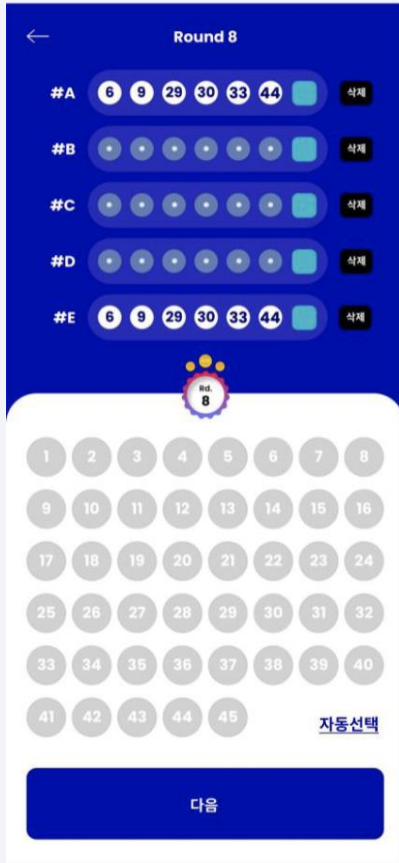 Round 8
#A 6 9 29 30 33 44 삭제
#B 삭제
#C 삭제
#D 삭제
#E 6 9 29 30 33 44 삭제
Rd.
8
1 2 3 4 5 6 7 8
9 10 11 12 13 14 15 16
17 18 19 20 21 22 23 24
25 26 27 28 29 30 31 32
33 34 35 36 37 38 39 40
41 42 43 44 45 자동선택
다음